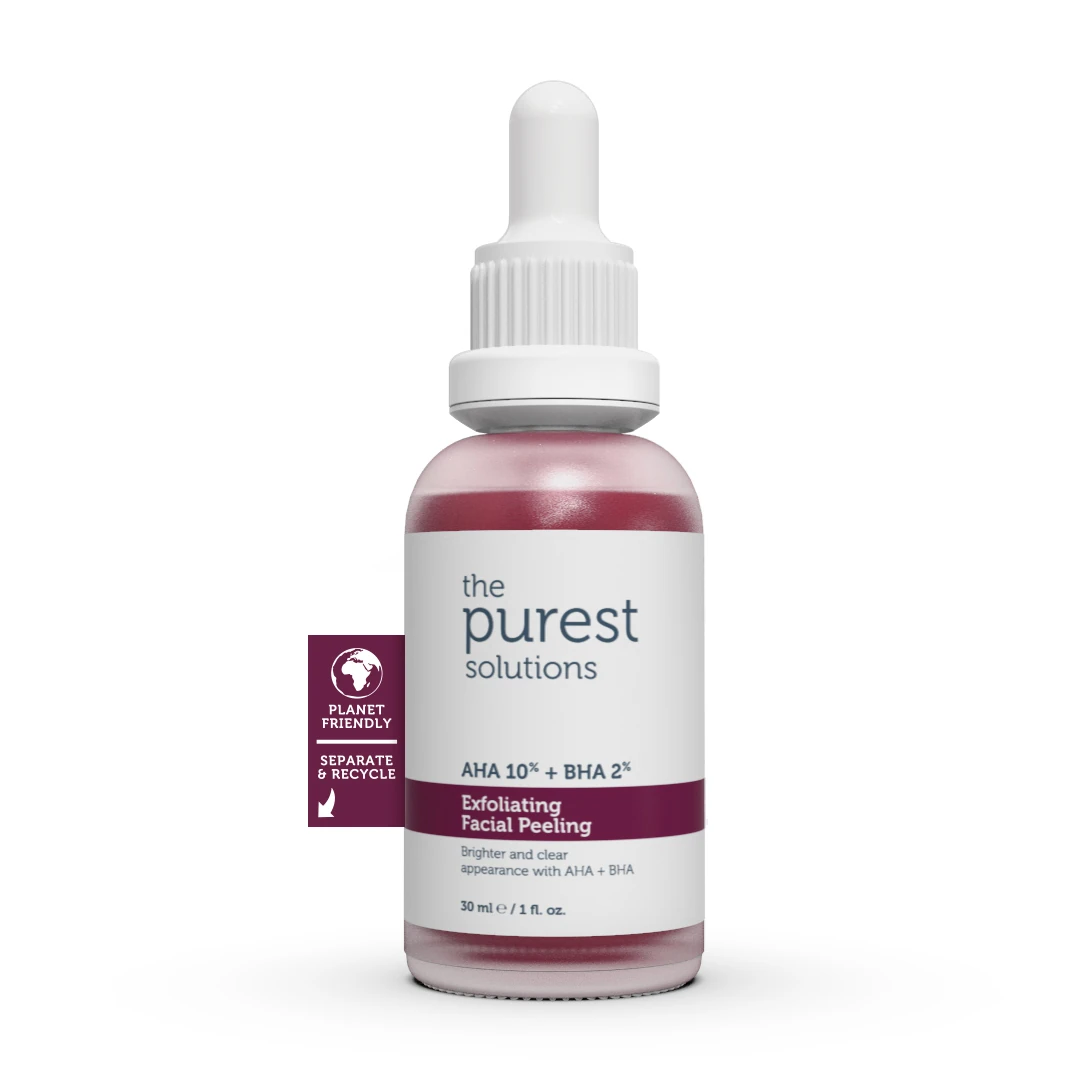 the
purest
solutions
PLANET
FRIENDLY
SEPARATE
& RECYCLE
AHA 10% + BHA 2%
Exfoliating
Facial Peeling
Brighter and clear
appearance with AHA + BHA
30 ml ℮ / 1 fl. oz.